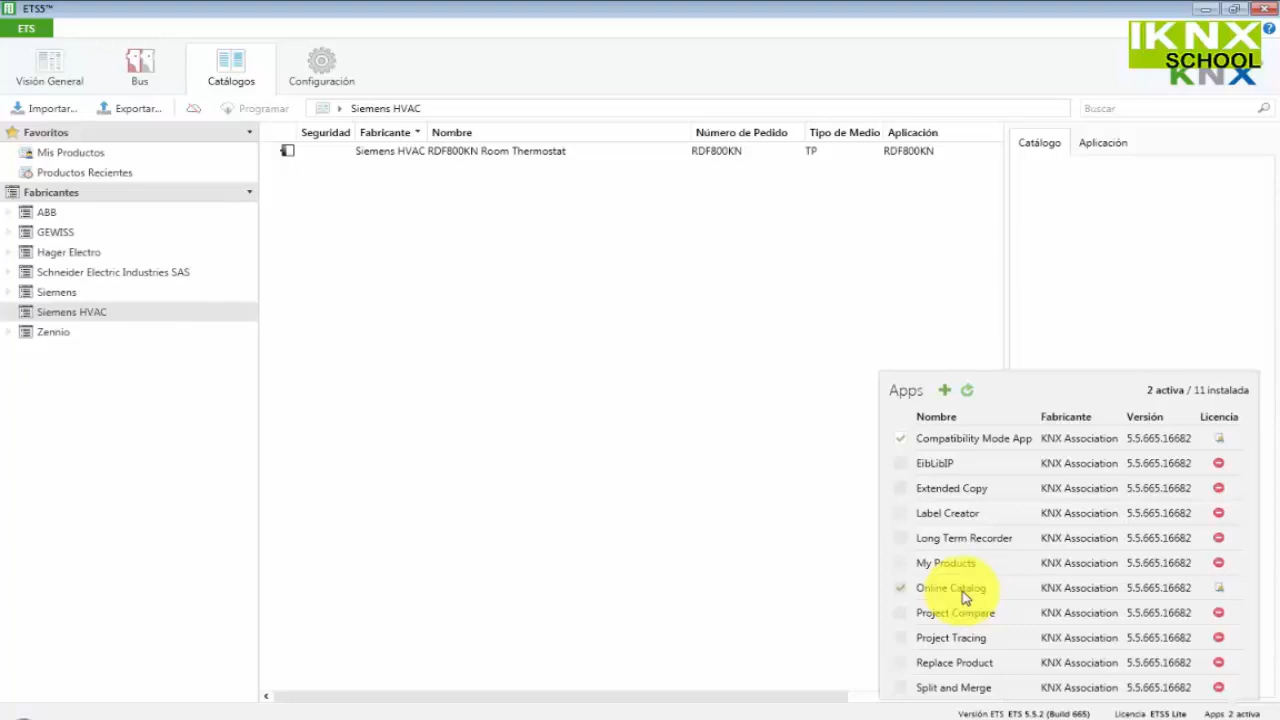 ETS5™
ETS
IKNX
SCHOOL
KNX
Visión General
Bus
Catálogos
Configuración
Importar...
Exportar...
Programar
Siemens HVAC
Buscar
Favoritos
Mis Productos
Productos Recientes
Fabricantes
ABB
GEWISS
Hager Electro
Schneider Electric Industries SAS
Siemens
Siemens HVAC
Zennio
Seguridad Fabricante Nombre Número de Pedido Tipo de Medio Aplicación
Siemens HVAC RDF800KN Room Thermostat RDF800KN TP RDF800KN
Catálogo Aplicación
Apps 2 activa / 11 instalada
Nombre Fabricante Versión Licencia
Compatibility Mode App KNX Association 5.5.665.16682
EibLibIP KNX Association 5.5.665.16682
Extended Copy KNX Association 5.5.665.16682
Label Creator KNX Association 5.5.665.16682
Long Term Recorder KNX Association 5.5.665.16682
My Products KNX Association 5.5.665.16682
Online Catalog KNX Association 5.5.665.16682
Project Compare KNX Association 5.5.665.16682
Project Tracing KNX Association 5.5.665.16682
Replace Product KNX Association 5.5.665.16682
Split and Merge KNX Association 5.5.665.16682
Versión ETS ETS 5.5.2 (Build 665) Licencia ETS5 Lite Apps 2 activa